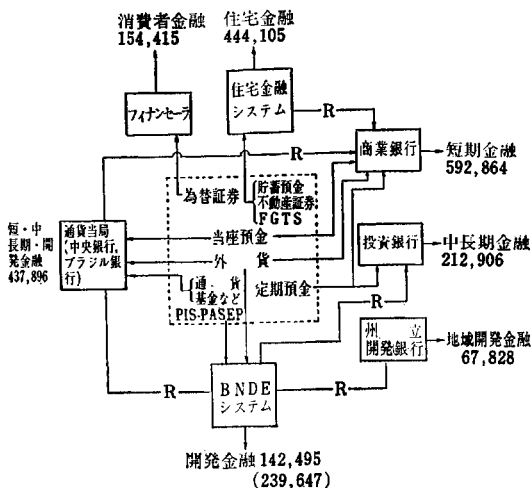 消費者金融
154,415
住宅金融
444,105
フィナンセーラ
住宅金融
システム
R
R
商業銀行
短期金融
592,864
為替証券
貯蓄預金
不動産証券
FGTS
短・中
長期・開
発金融
437,896
通貨当局
(中央銀行,
ブラジル銀
行)
当座預金
外 貨
投資銀行
中長期金融
212,906
通 貨
基金など
定期預金
PIS-PASEP
R
州 立
開発銀行
地域開発金融
67,828
R
BNDE
システム
R
開発金融 142,495
(239,647)